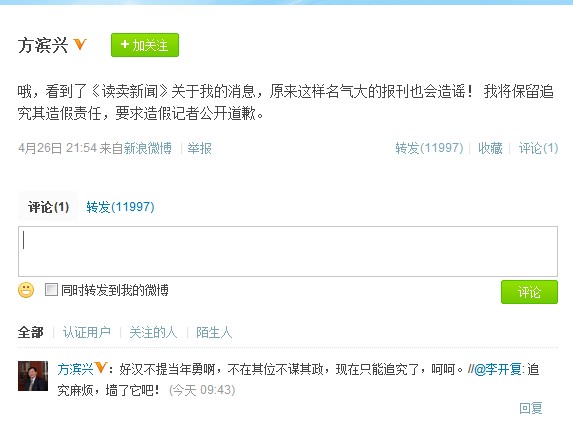 方滨兴 + 加关注
哦，看到了《读卖新闻》关于我的消息，原来这样名气大的报刊也会造谣！ 我将保留追
究其造假责任，要求造假记者公开道歉。
4月26日 21:54 来自新浪微博 | 举报 转发(11997) | 收藏 | 评论(1)
评论(1) 转发(11997)
同时转发到我的微博 评论
全部 | 认证用户 | 关注的人 | 陌生人
方滨兴：好汉不提当年勇啊，不在其位不谋其政，现在只能追究了，呵呵。//@李开复: 追
究麻烦，墙了它吧！ (今天 09:43)
回复